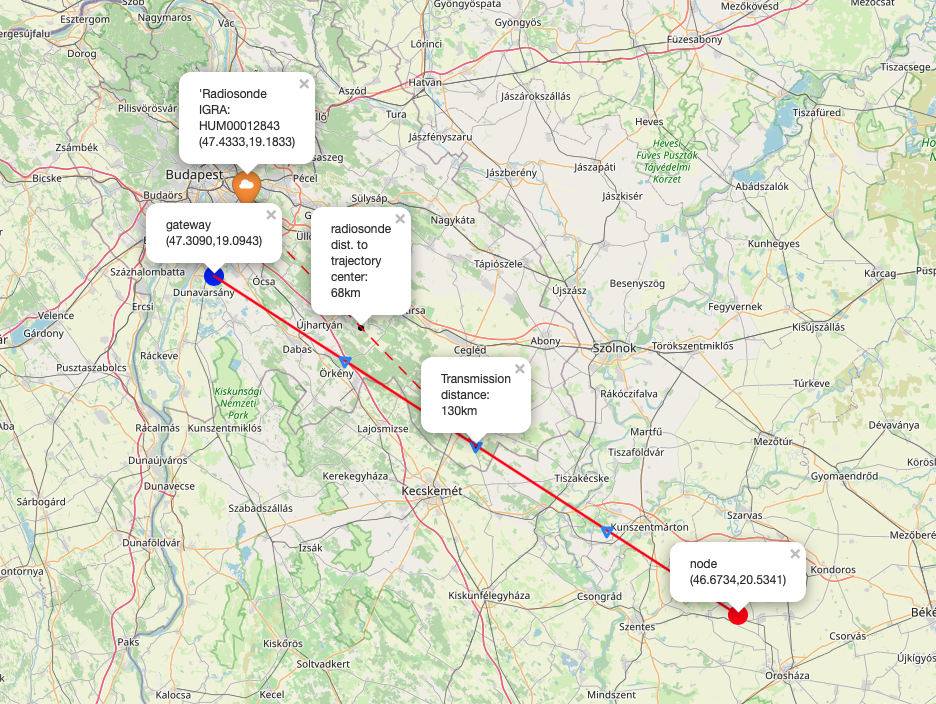 Esztergom
Szob
Nagymaros
Vác
Gyöngyöspata
Gyöngyös
Mezőkövesd
Mezőcsát
ergesújfalu
Dorog
Lőrinci
Füzesabony
Hatvan
Tiszacsege
Aszód
Jászárokszállás
Pilisvörösvár
Tura
Heves
Tiszafüred
×
'Radiosonde
IGRA:
HUM00012843
(47.4333,19.1833)
Jászfényszaru
Hevesi
Füves Puszták
Tájvédelmi
Körzet
Zsámbék
Jászberény
Jászapáti
Bicske
Budapest
Pécel
Abádszalók
Budaörs
Sülysáp
Jászkisér
×
gateway
(47.3090,19.0943)
×
radiosonde
dist. to
trajectory
center:
68km
Nagykáta
Kunhegyes
Százhalombatta
Tápiószele
Karcag
Püsp
Ócsa
Dunavarsány
Újszász
Besenyszög
Velence
Ercsi
Fegyvernek
Gárdony
Újhartyán
Kisújszállás
Dabas
Cegléd
Abony
Szolnok
Törökszentmiklós
Ráckeve
Pusztaszabolcs
Örkény
×
Transmission
distance:
130km
Túrkeve
Kiskunsági
Nemzeti
Park
Rákóczifalva
Aba
Rácalmás
Kunszentmiklós
Lajosmizse
Martfű
Dévaványa
Mezőtúr
Tiszaföldvár
Dunaújváros
Kerekegyháza
Tiszakécske
Gyomaendrőd
Dunavecse
Kecskemét
Sárbogárd
Szabadszállás
Szarvas
Kunszentmárton
Dunaföldvár
Izsák
×
node
(46.6734,20.5341)
Kondoros
Csongrád
Kiskunfélegyháza
Szentes
Csorvás
Paks
Kiskőrös
Soltvadkert
Orosháza
Kalocsa
Kecel
Mindszent